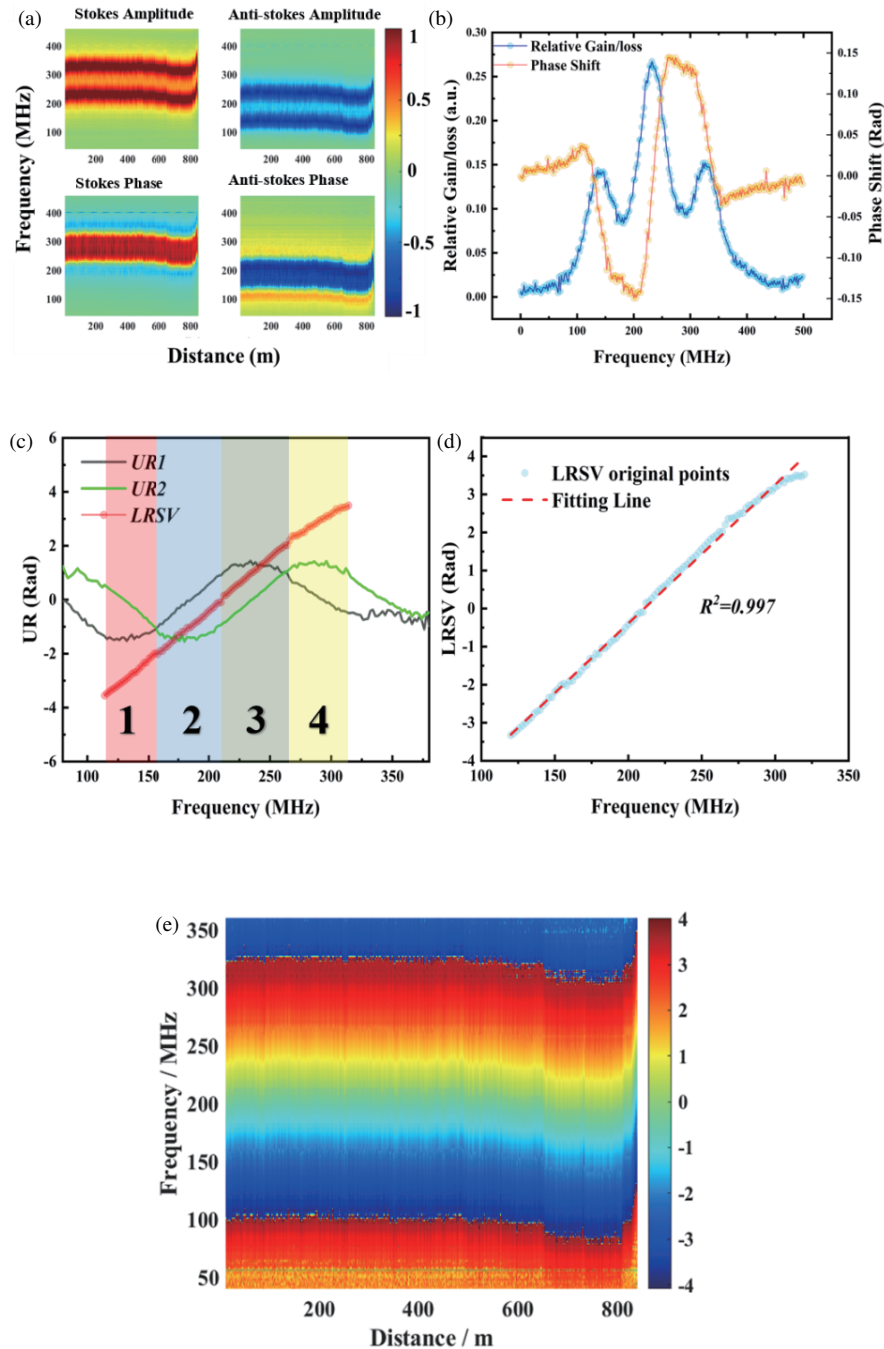 (a)
Stokes Amplitude
Anti-stokes Amplitude
400
300
200
100
200 400 600 800
400
300
200
100
200 400 600 800
Stokes Phase
Anti-stokes Phase
400
300
200
100
200 400 600 800
400
300
200
100
200 400 600 800
1
0.5
0
-0.5
-1
Frequency (MHz)
Distance (m)
(b)
Relative Gain/loss
Phase Shift
0.30
0.25
0.20
0.15
0.10
0.05
0.00
Relative Gain/loss (a.u.)
0.15
0.10
0.05
0.00
-0.05
-0.10
-0.15
Phase Shift (Rad)
0 100 200 300 400 500
Frequency (MHz)
(c)
UR1
UR2
LRSV
6
4
2
0
-2
-4
-6
UR (Rad)
1 2 3 4
100 150 200 250 300 350
Frequency (MHz)
(d)
LRSV original points
Fitting Line
R²=0.997
4
3
2
1
0
-1
-2
-3
-4
LRSV (Rad)
100 150 200 250 300 350
Frequency (MHz)
(e)
350
300
250
200
150
100
50
Frequency / MHz
200 400 600 800
Distance / m
4
3
2
1
0
-1
-2
-3
-4